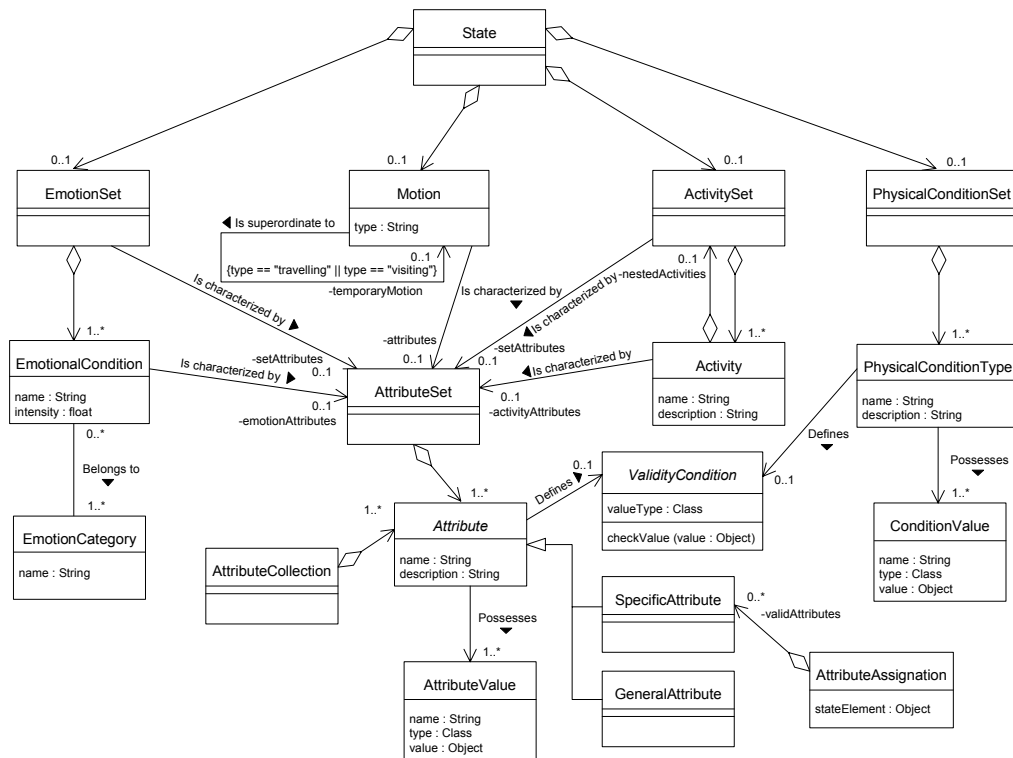 State
0..1
0..1
0..1
0..1
EmotionSet
Motion
type : String
ActivitySet
PhysicalConditionSet
Is superordinate to
0..1
{type == "travelling" || type == "visiting"}
-temporaryMotion
Is characterized by
Is characterized by
Is characterized by
-nestedActivities
0..1
-attributes
0..1
-setAttributes
0..1
-setAttributes
0..1
1..*
1..*
1..*
EmotionalCondition
name : String
intensity : float
Is characterized by
0..1
-emotionAttributes
AttributeSet
Is characterized by
0..1
-activityAttributes
Activity
name : String
description : String
PhysicalConditionType
name : String
description : String
0..*
Belongs to
1..*
EmotionCategory
name : String
Defines
0..1
Defines
0..1
ValidityCondition
valueType : Class
checkValue (value : Object)
Possesses
1..*
ConditionValue
name : String
type : Class
value : Object
1..*
1..*
Attribute
name : String
description : String
AttributeCollection
SpecificAttribute
0..*
-validAttributes
AttributeAssignation
stateElement : Object
Possesses
1..*
AttributeValue
name : String
type : Class
value : Object
GeneralAttribute